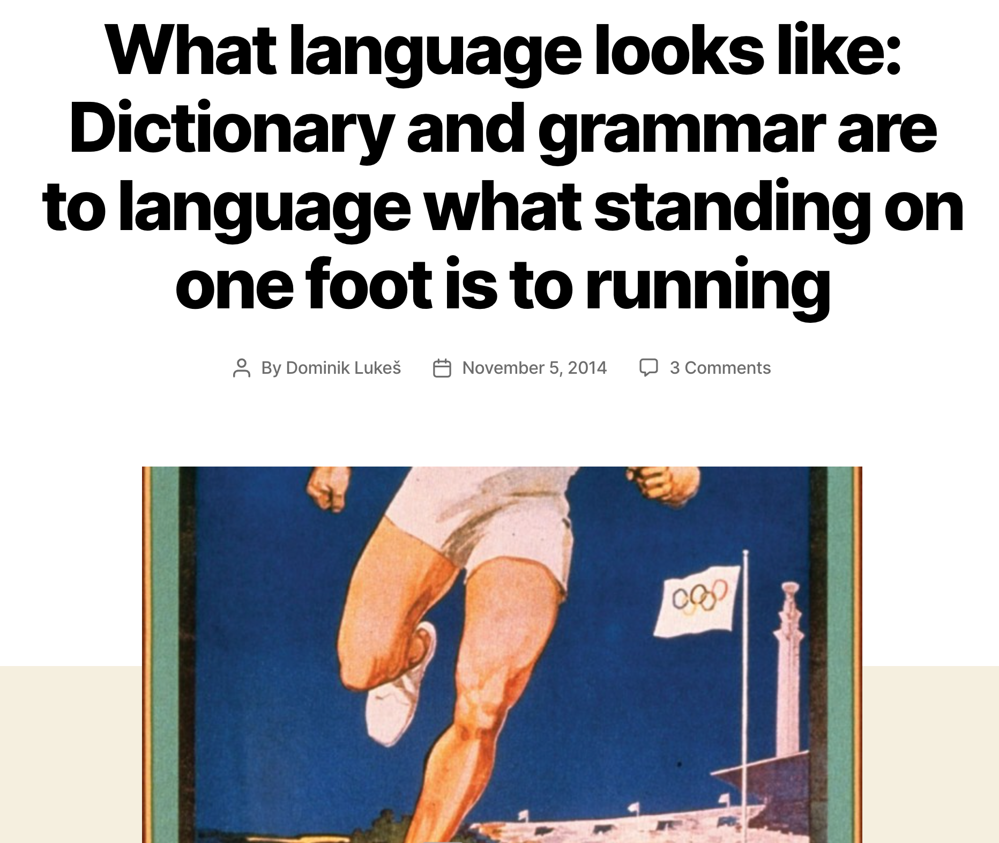 What language looks like:
Dictionary and grammar are
to language what standing on
one foot is to running
By Dominik Lukeš November 5, 2014 3 Comments